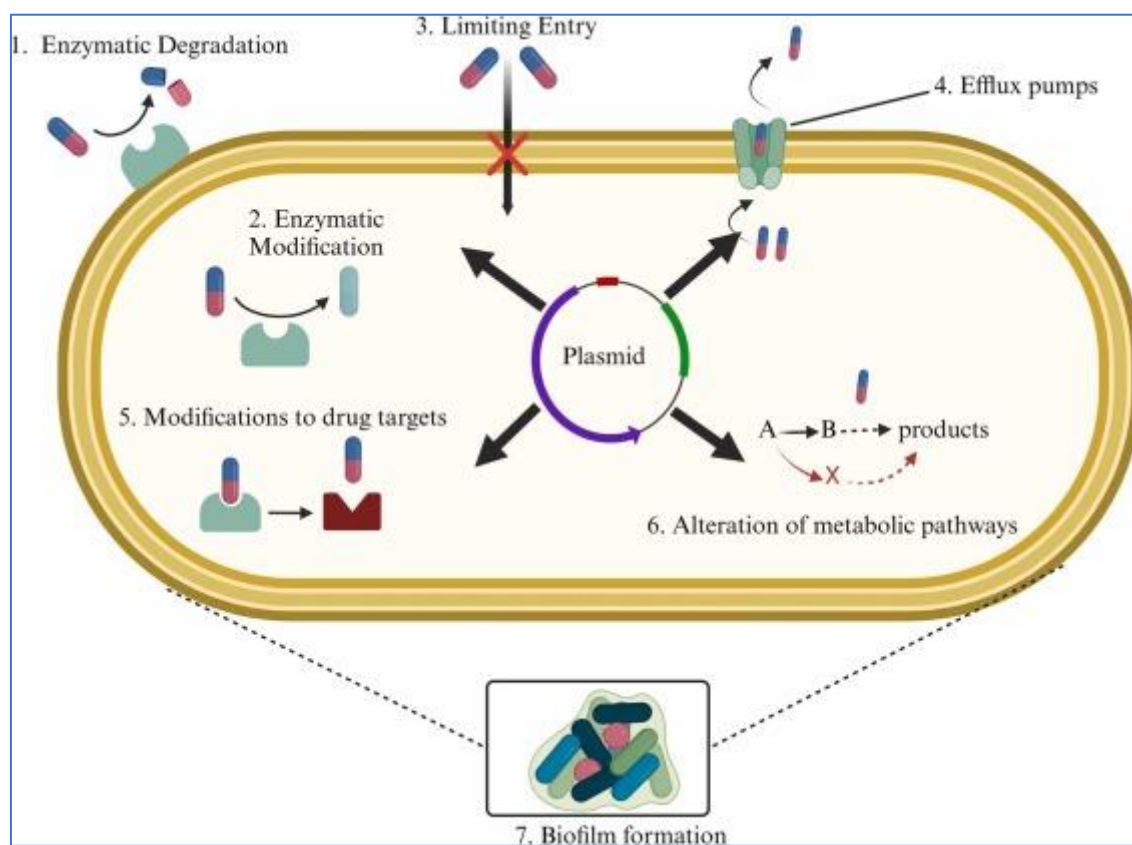 1. Enzymatic Degradation
3. Limiting Entry
4. Efflux pumps
2. Enzymatic
Modification
Plasmid
5. Modifications to drug targets
A B products
X
6. Alteration of metabolic pathways
7. Biofilm formation